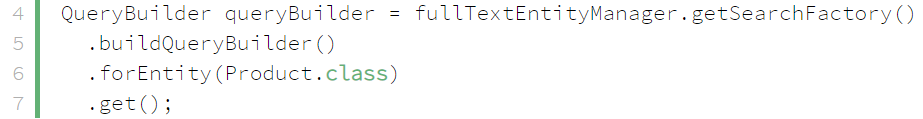 4 QueryBuilder queryBuilder = fullTextEntityManager.getSearchFactory()
5 .buildQueryBuilder()
6 .forEntity(Product.class)
7 .get();